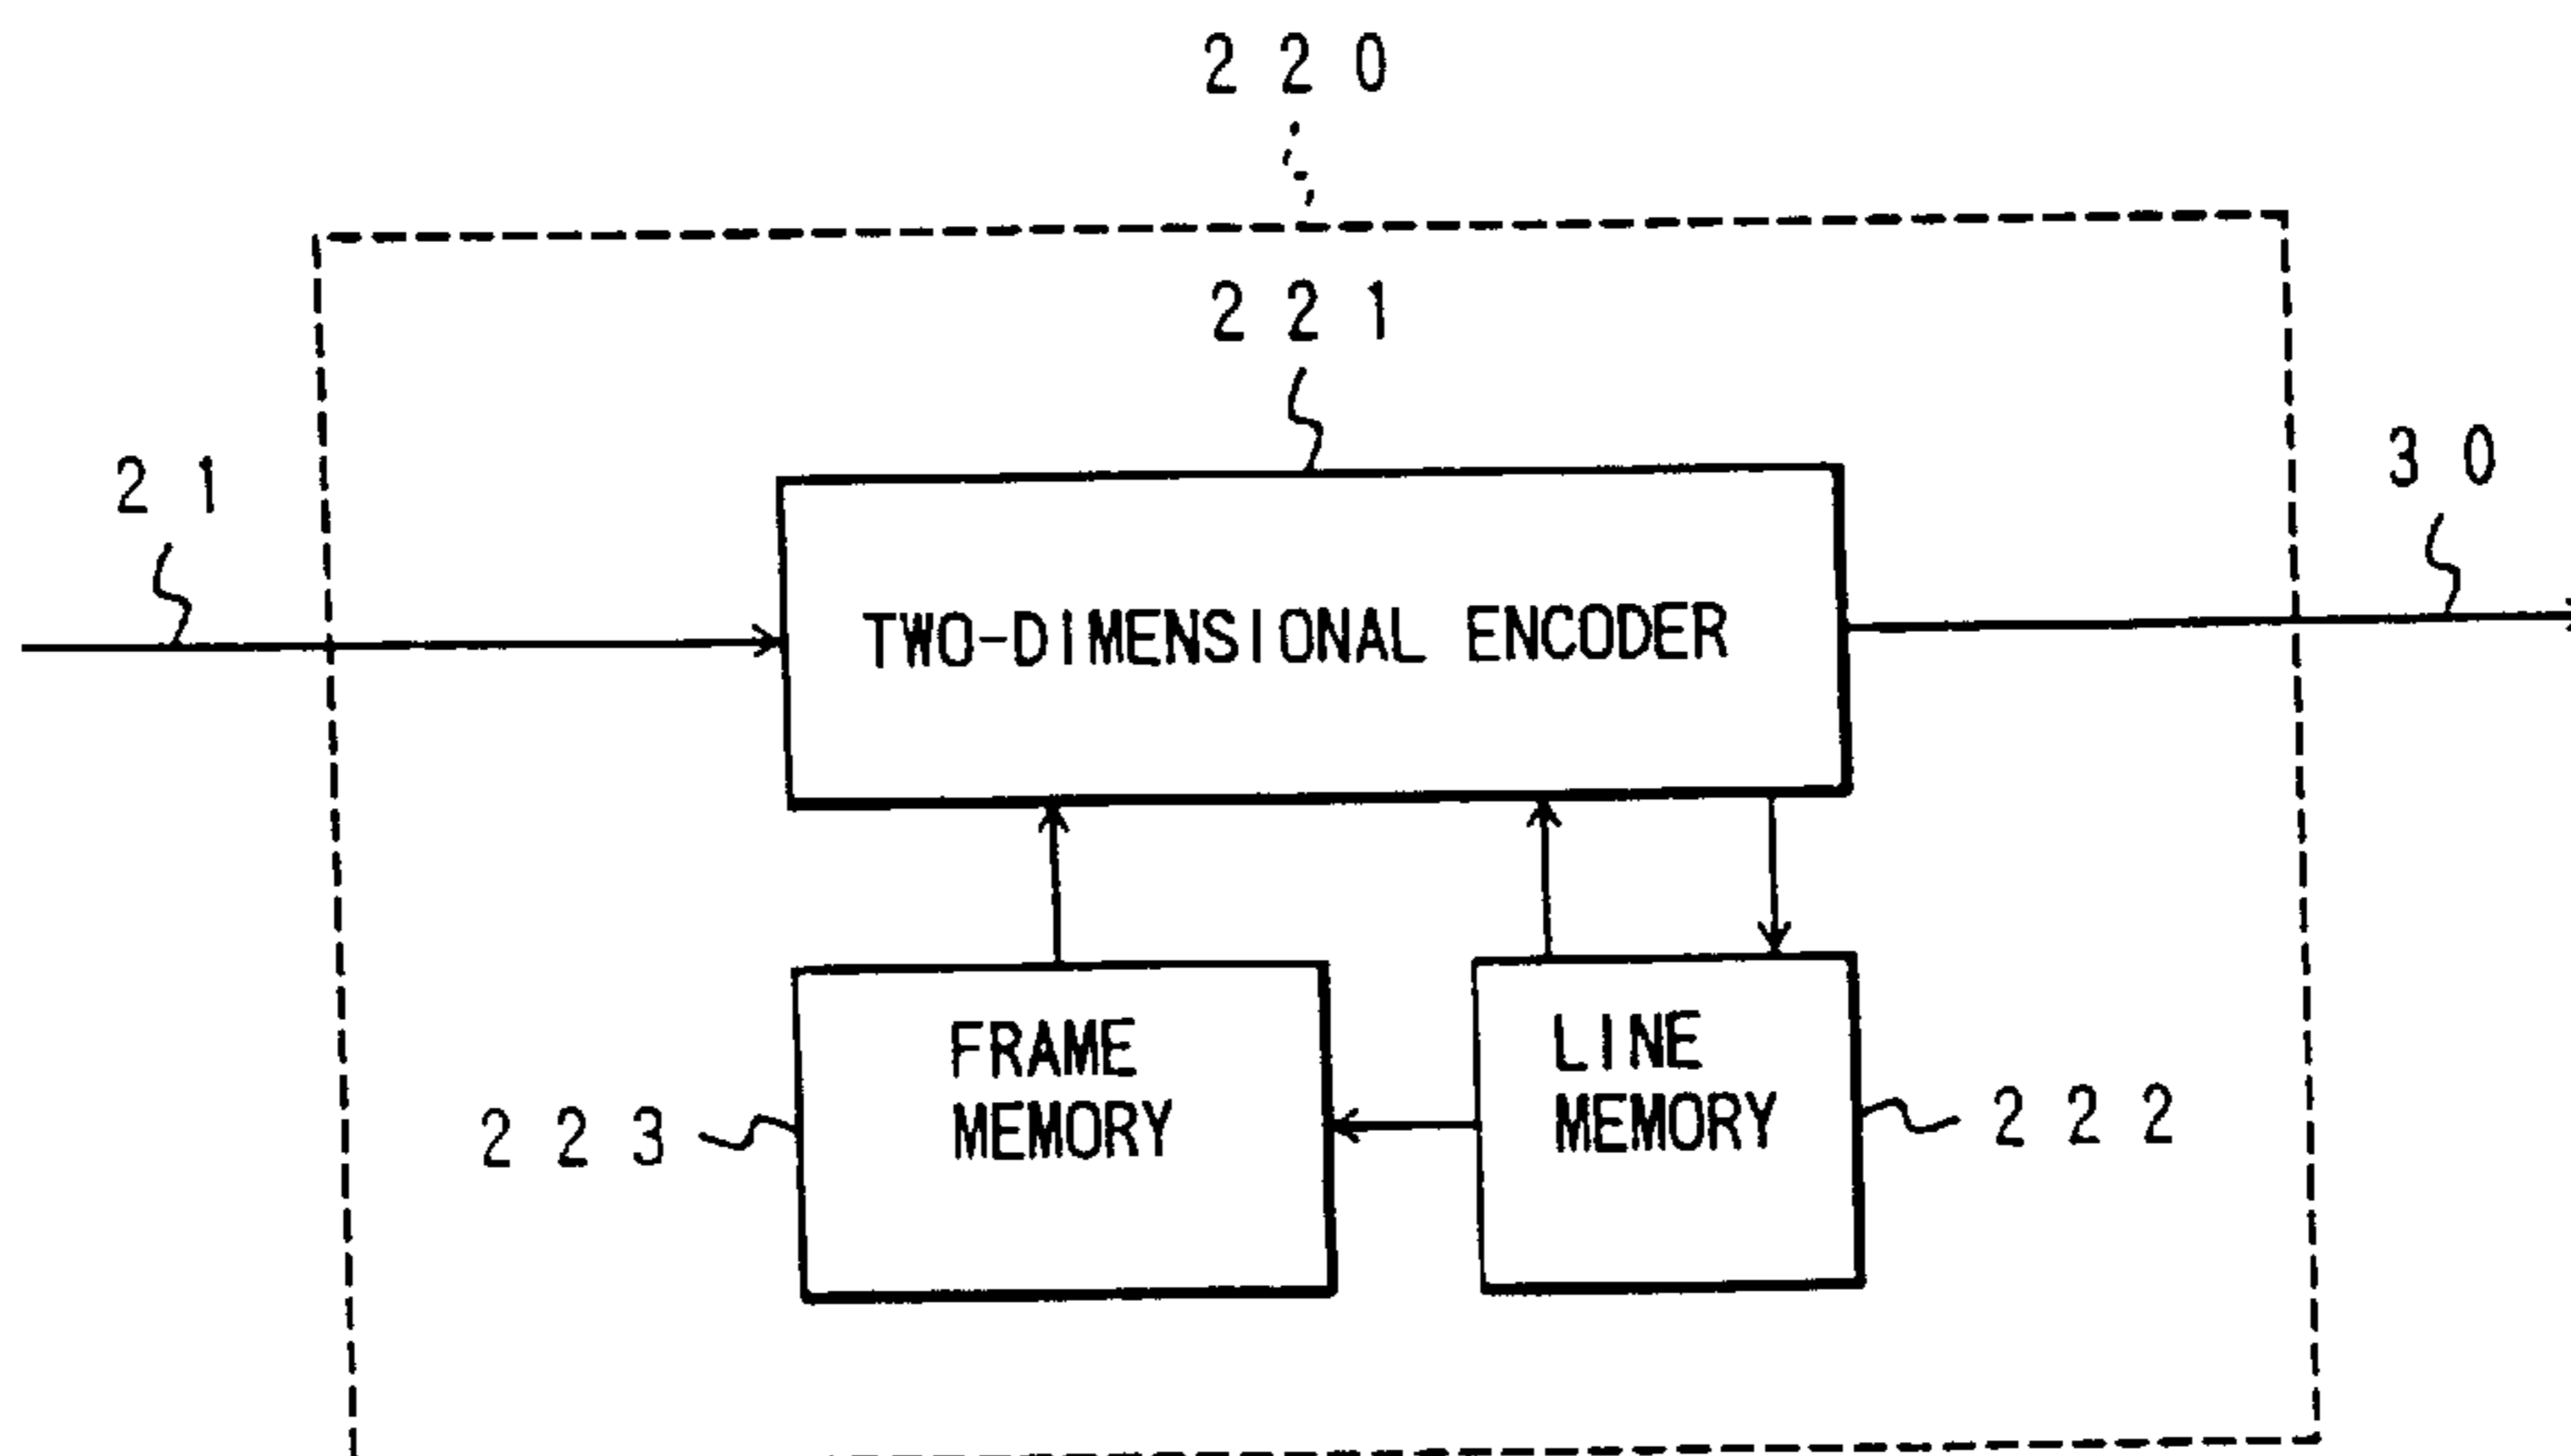 220
221
21
30
TWO-DIMENSIONAL ENCODER
FRAME
MEMORY
LINE
MEMORY
223
222